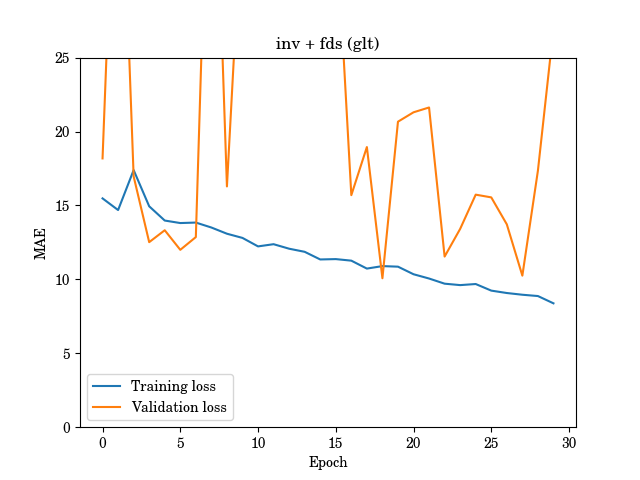 inv + fds (glt)
25
20
15
10
5
0
MAE
Training loss
Validation loss
0 5 10 15 20 25 30
Epoch